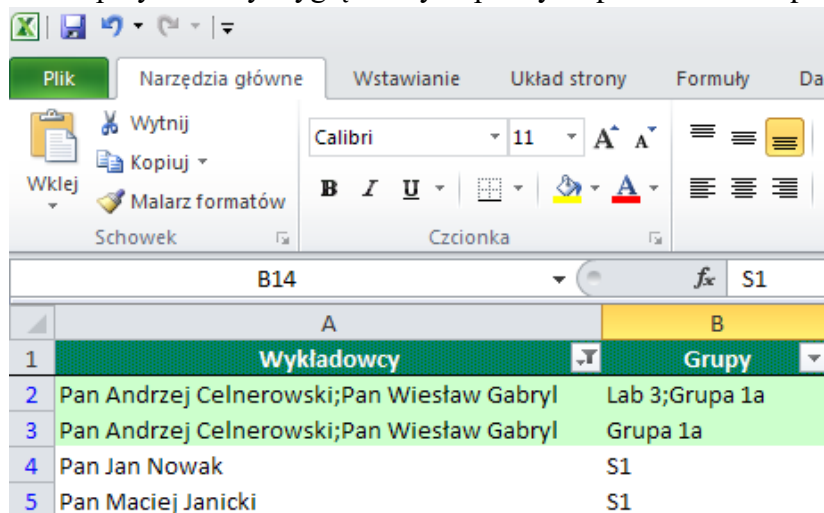 Plik Narzędzia główne Wstawianie Układ strony Formuły Da
Wytnij
Kopiuj
Wklej
Malarz formatów
Calibri 11 A A
B I U A
Schowek Czcionka
B14 fx S1
A B
1 Wykładowcy Grupy
2 Pan Andrzej Celnerowski;Pan Wiesław Gabryl Lab 3;Grupa 1a
3 Pan Andrzej Celnerowski;Pan Wiesław Gabryl Grupa 1a
4 Pan Jan Nowak S1
5 Pan Maciej Janicki S1